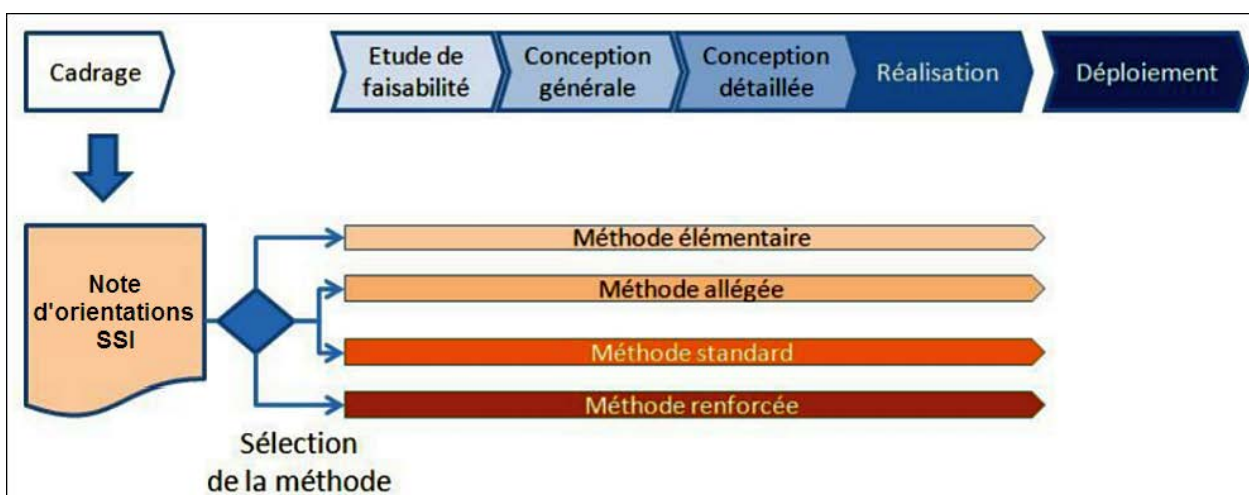 Cadrage
Etude de
faisabilité
Conception
générale
Conception
détaillée
Réalisation
Déploiement
Note
d'orientations
SSI
Méthode élémentaire
Méthode allégée
Méthode standard
Méthode renforcée
Sélection
de la méthode